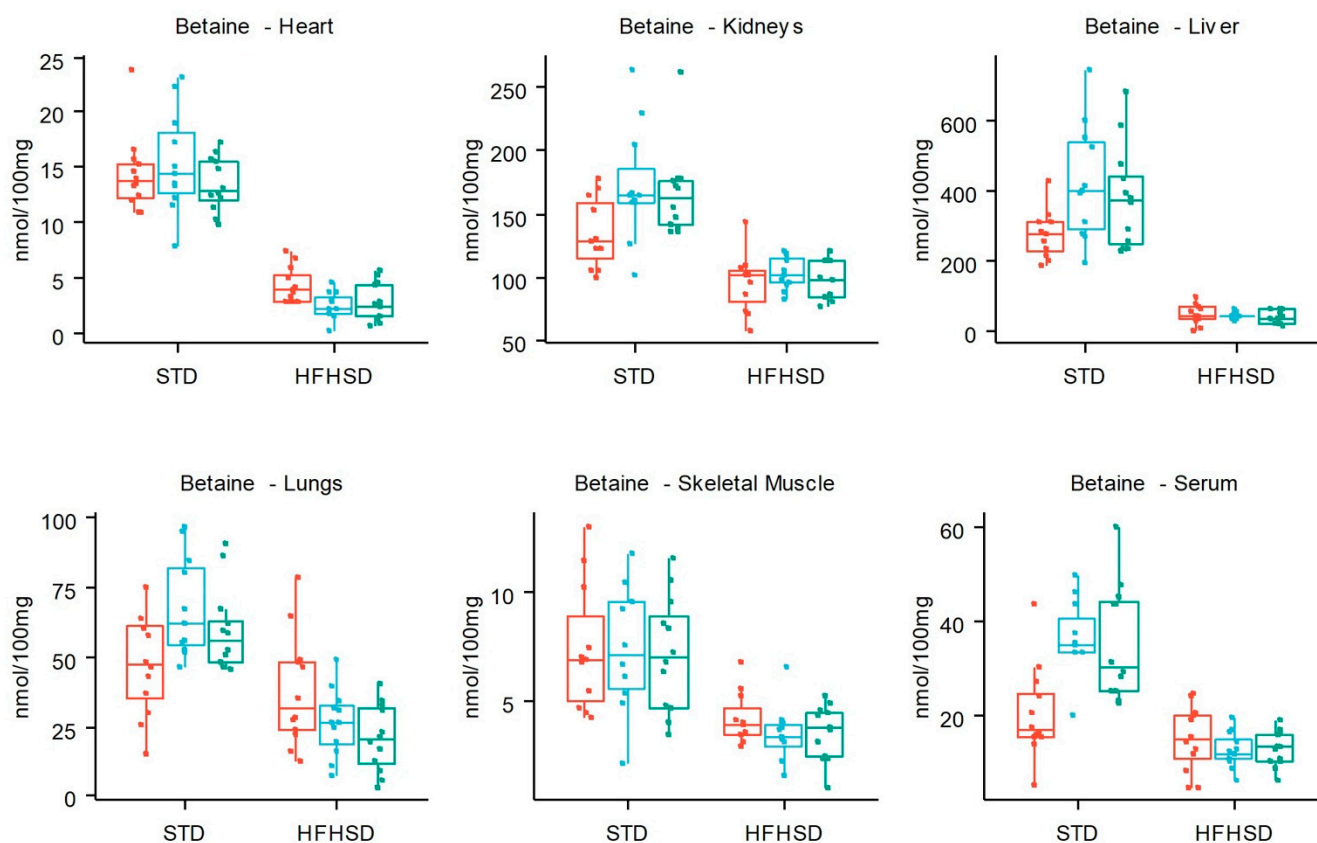 Betaine - Heart
nmol/100mg
25
20
15
10
5
0
STD HFHSD
Betaine - Kidneys
nmol/100mg
250
200
150
100
50
STD HFHSD
Betaine - Liver
nmol/100mg
600
400
200
0
STD HFHSD
Betaine - Lungs
nmol/100mg
100
75
50
25
0
STD HFHSD
Betaine - Skeletal Muscle
nmol/100mg
10
5
STD HFHSD
Betaine - Serum
nmol/100mg
60
40
20
STD HFHSD